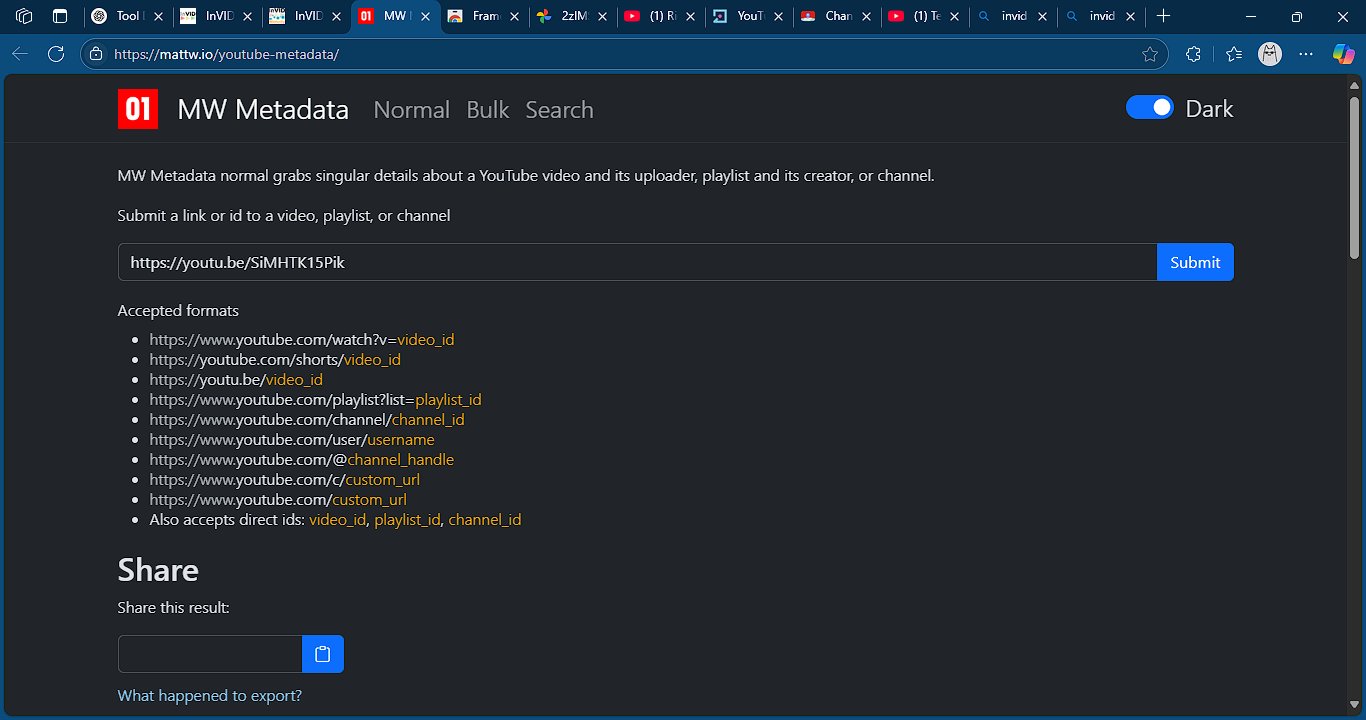 Tool
InVID
InVID
01 MW
Fram
2zlM
(1) Ri
YouTu
Chan
(1) Te
invid
invid
https://mattw.io/youtube-metadata/
01 MW Metadata Normal Bulk Search Dark
MW Metadata normal grabs singular details about a YouTube video and its uploader, playlist and its creator, or channel.
Submit a link or id to a video, playlist, or channel
https://youtu.be/SiMHTK15Pik Submit
Accepted formats
• https://www.youtube.com/watch?v=video_id
• https://youtube.com/shorts/video_id
• https://youtu.be/video_id
• https://www.youtube.com/playlist?list=playlist_id
• https://www.youtube.com/channel/channel_id
• https://www.youtube.com/user/username
• https://www.youtube.com/@channel_handle
• https://www.youtube.com/c/custom_url
• https://www.youtube.com/custom_url
• Also accepts direct ids: video_id, playlist_id, channel_id
Share
Share this result:
What happened to export?